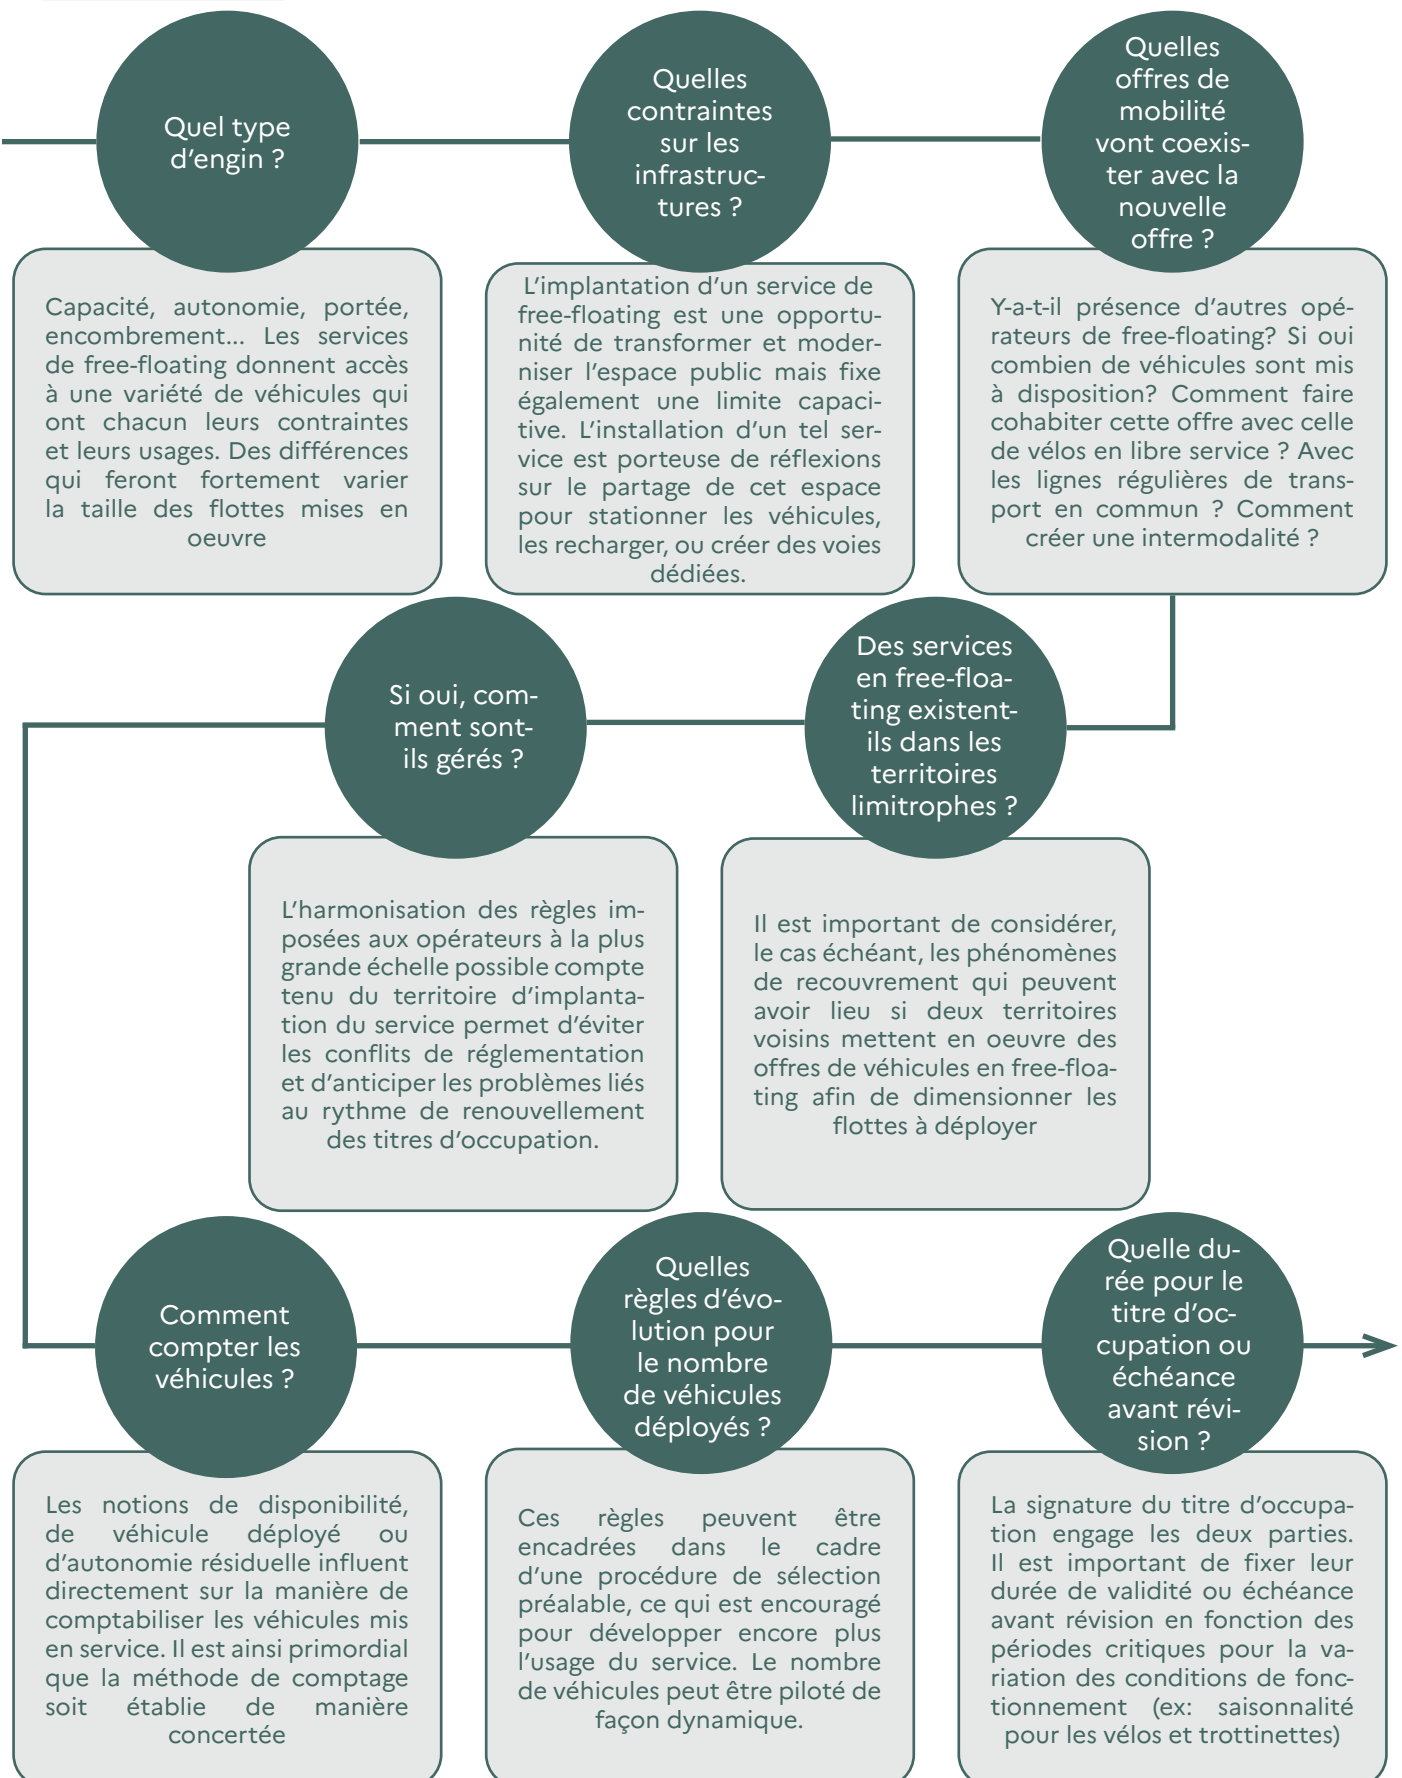 Quel type
d'engin ?
Capacité, autonomie, portée,
encombrement... Les services
de free-floating donnent accès
à une variété de véhicules qui
ont chacun leurs contraintes
et leurs usages. Des différences
qui feront fortement varier
la taille des flottes mises en
oeuvre
Quelles
contraintes
sur les
infrastruc-
tures ?
L'implantation d'un service de
free-floating est une opportu-
nité de transformer et moder-
niser l'espace public mais fixe
également une limite capaci-
tive. L'installation d'un tel ser-
vice est porteuse de réflexions
sur le partage de cet espace
pour stationner les véhicules,
les recharger, ou créer des voies
dédiées.
Quelles
offres de
mobilité
vont coexis-
ter avec la
nouvelle
offre ?
Y-a-t-il présence d'autres opé-
rateurs de free-floating? Si oui
combien de véhicules sont mis
à disposition? Comment faire
cohabiter cette offre avec celle
de vélos en libre service ? Avec
les lignes régulières de trans-
port en commun ? Comment
créer une intermodalité ?
Des services
en free-floa-
ting existent-
ils dans les
territoires
limitrophes ?
Il est important de considérer,
le cas échéant, les phénomènes
de recouvrement qui peuvent
avoir lieu si deux territoires
voisins mettent en oeuvre des
offres de véhicules en free-floa-
ting afin de dimensionner les
flottes à déployer
Si oui, com-
ment sont-
ils gérés ?
L'harmonisation des règles im-
posées aux opérateurs à la plus
grande échelle possible compte
tenu du territoire d'implanta-
tion du service permet d'éviter
les conflits de réglementation
et d'anticiper les problèmes liés
au rythme de renouvellement
des titres d'occupation.
Comment
compter les
véhicules ?
Les notions de disponibilité,
de véhicule déployé ou
d'autonomie résiduelle influent
directement sur la manière de
comptabiliser les véhicules mis
en service. Il est ainsi primordial
que la méthode de comptage
soit établie de manière
concertée
Quelles
règles d'évo-
lution pour
le nombre
de véhicules
déployés ?
Ces règles peuvent être
encadrées dans le cadre
d'une procédure de sélection
préalable, ce qui est encouragé
pour développer encore plus
l'usage du service. Le nombre
de véhicules peut être piloté de
façon dynamique.
Quelle du-
rée pour le
titre d'oc-
cupation ou
échéance
avant révi-
sion ?
La signature du titre d'occupa-
tion engage les deux parties.
Il est important de fixer leur
durée de validité ou échéance
avant révision en fonction des
périodes critiques pour la va-
riation des conditions de fonc-
tionnement (ex: saisonnalité
pour les vélos et trottinettes)